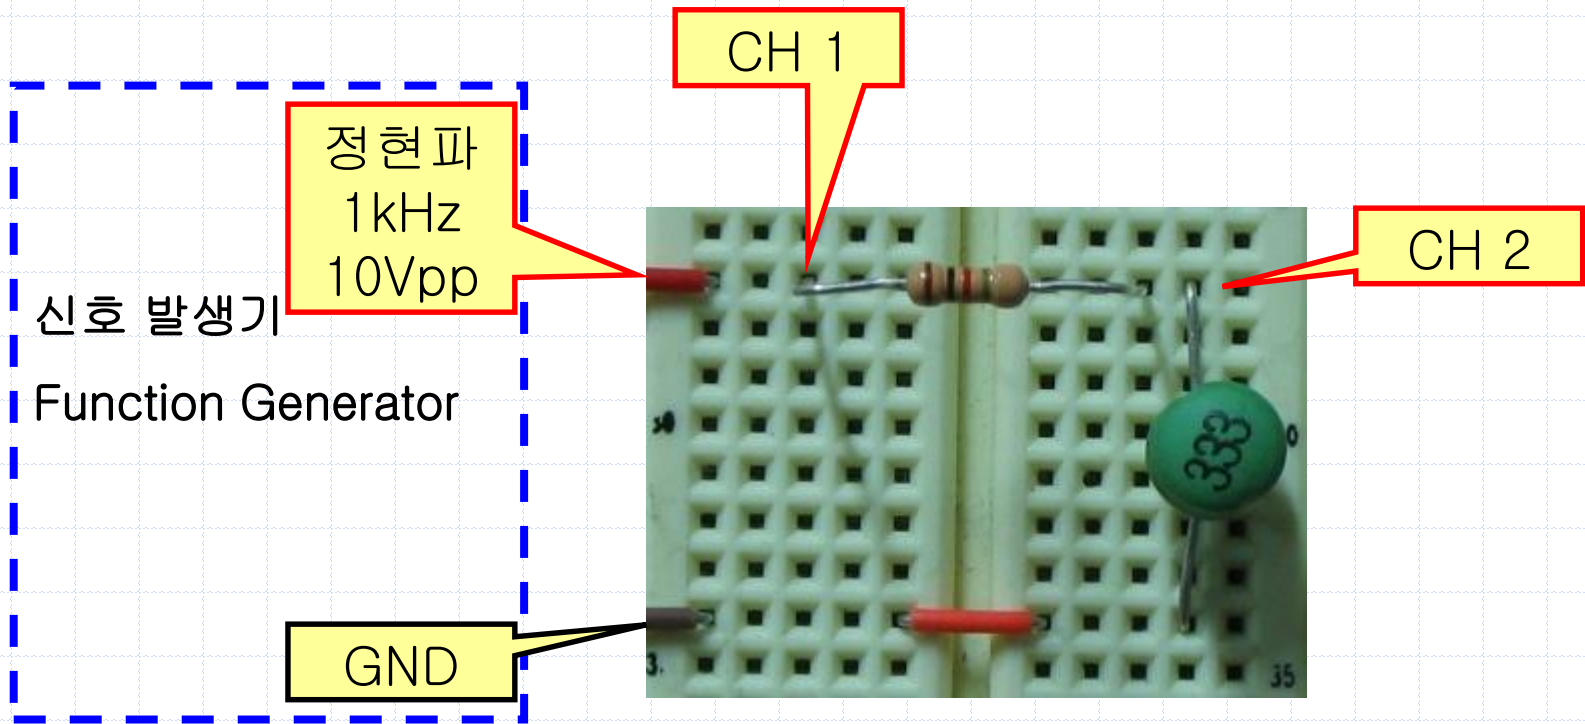 CH 1
정현파
1kHz
10Vpp
CH 2
신호 발생기
Function Generator
333
GND
3.
35